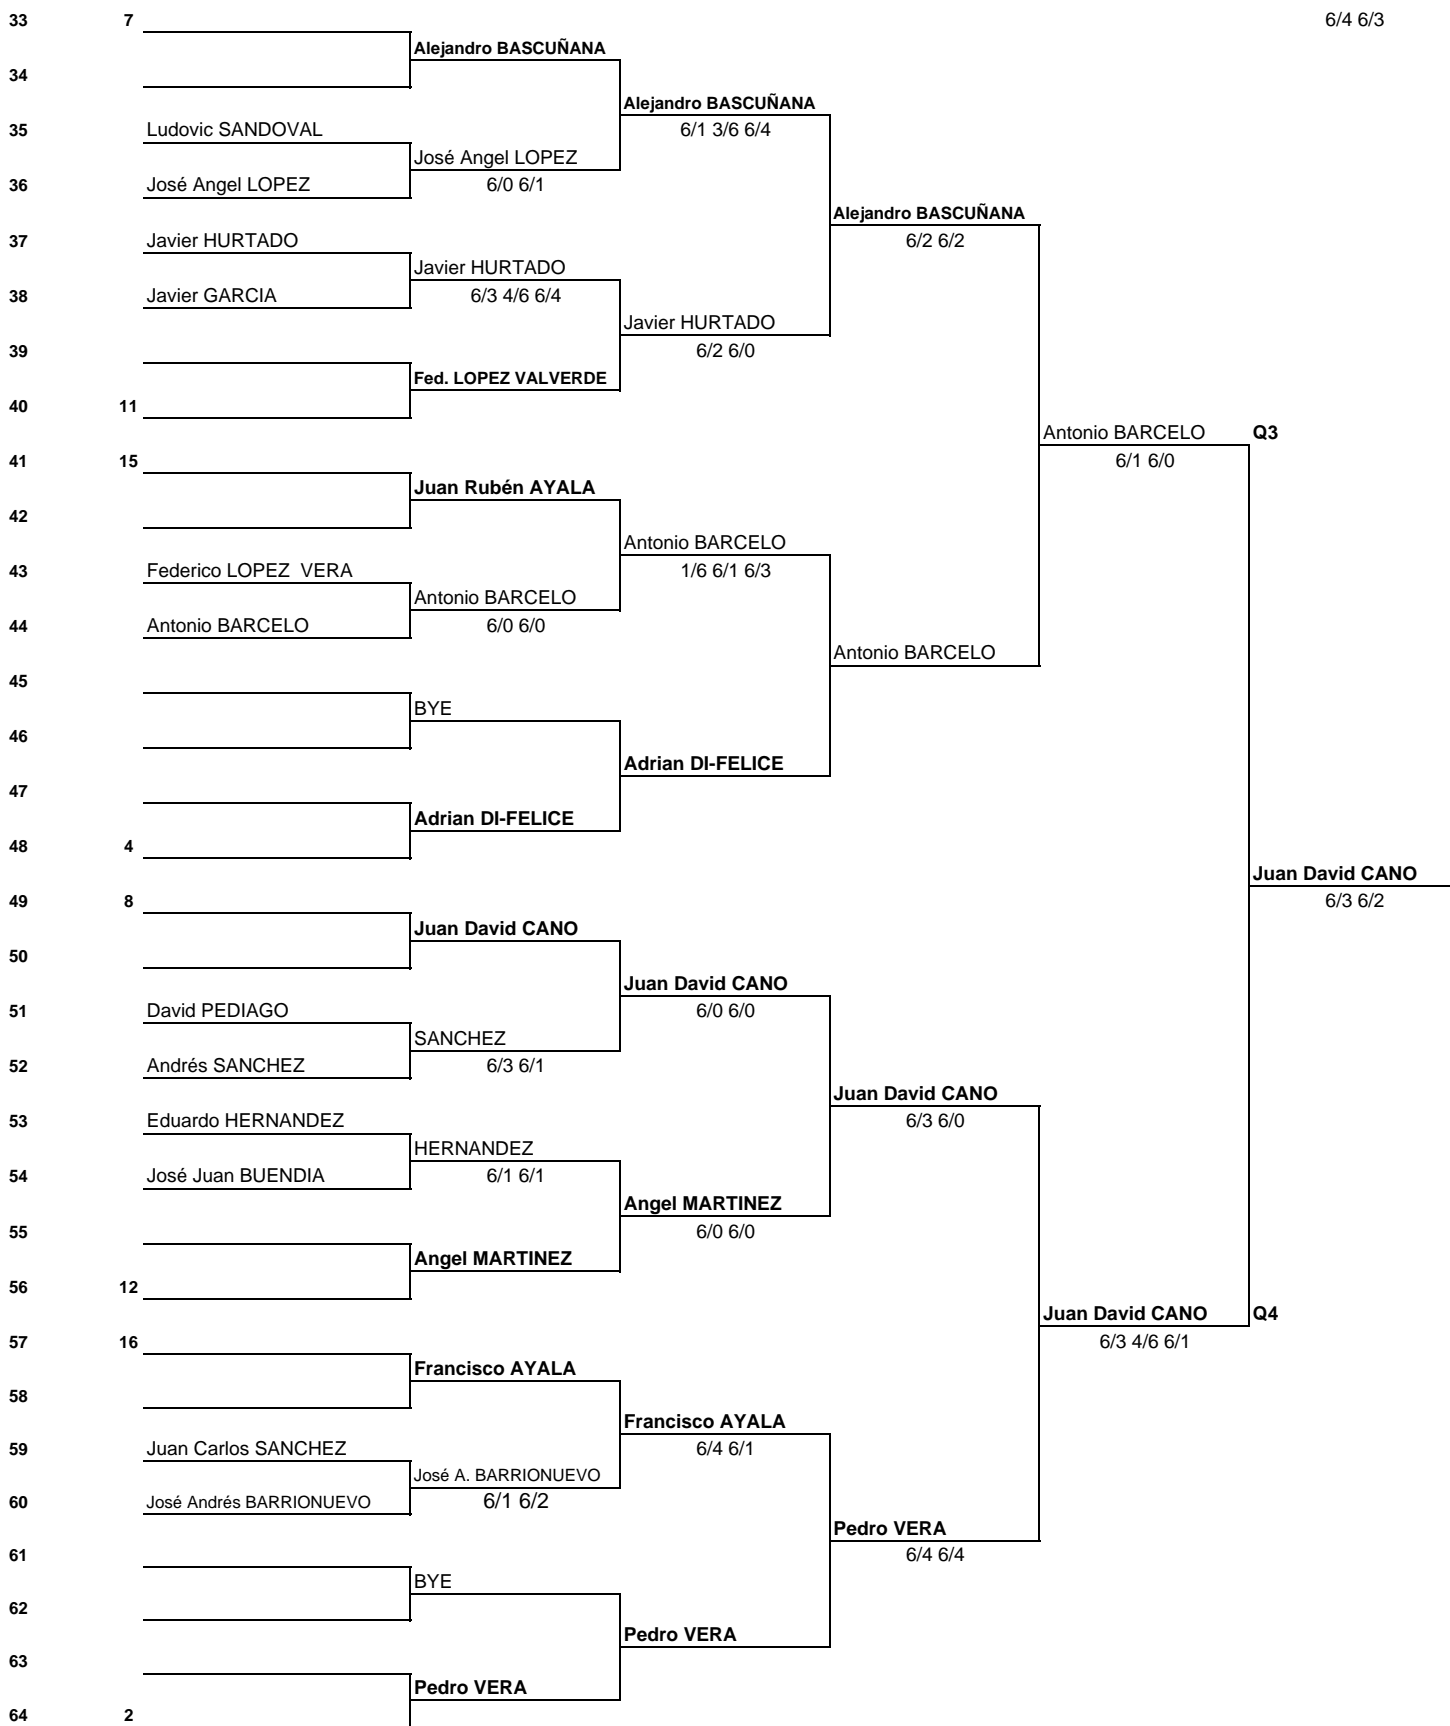 33 7 6/4 6/3
Alejandro BASCUÑANA
34
Alejandro BASCUÑANA
35 Ludovic SANDOVAL 6/1 3/6 6/4
José Angel LOPEZ
36 José Angel LOPEZ 6/0 6/1
Alejandro BASCUÑANA
37 Javier HURTADO 6/2 6/2
Javier HURTADO
38 Javier GARCIA 6/3 4/6 6/4
Javier HURTADO
39 6/2 6/0
Fed. LOPEZ VALVERDE
40 11
Antonio BARCELO Q3
41 15 6/1 6/0
Juan Rubén AYALA
42
Antonio BARCELO
43 Federico LOPEZ VERA 1/6 6/1 6/3
Antonio BARCELO
44 Antonio BARCELO 6/0 6/0
Antonio BARCELO
45
BYE
46
Adrian DI-FELICE
47
Adrian DI-FELICE
48 4
Juan David CANO
49 8 6/3 6/2
Juan David CANO
50
Juan David CANO
51 David PEDIAGO 6/0 6/0
SANCHEZ
52 Andrés SANCHEZ 6/3 6/1
Juan David CANO
53 Eduardo HERNANDEZ 6/3 6/0
HERNANDEZ
54 José Juan BUENDIA 6/1 6/1
Angel MARTINEZ
55 6/0 6/0
Angel MARTINEZ
56 12
Juan David CANO Q4
57 16 6/3 4/6 6/1
Francisco AYALA
58
Francisco AYALA
59 Juan Carlos SANCHEZ 6/4 6/1
José A. BARRIONUEVO
60 José Andrés BARRIONUEVO 6/1 6/2
Pedro VERA
61 6/4 6/4
BYE
62
Pedro VERA
63
Pedro VERA
64 2